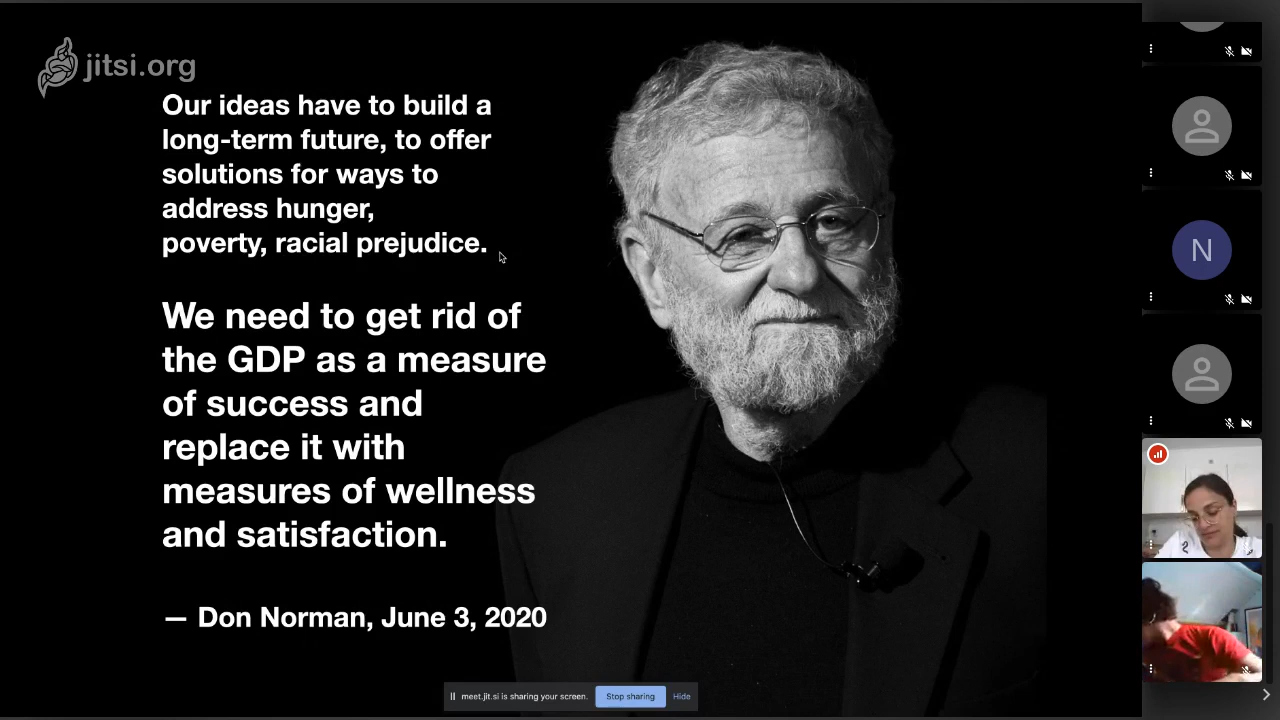 jitsi.org
Our ideas have to build a
long-term future, to offer
solutions for ways to
address hunger,
poverty, racial prejudice.
We need to get rid of
the GDP as a measure
of success and
replace it with
measures of wellness
and satisfaction.
— Don Norman, June 3, 2020
N
meet.jit.si is sharing your screen. Stop sharing Hide